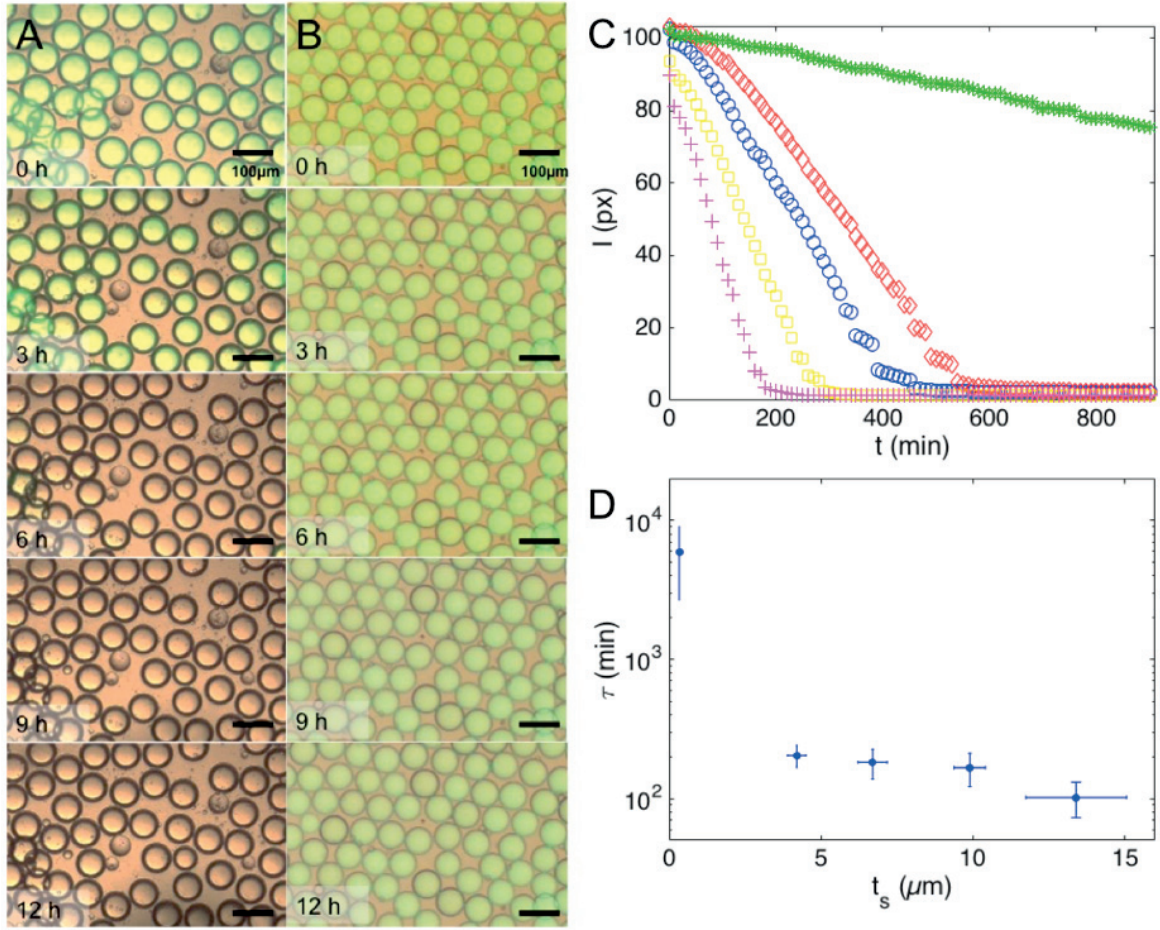 A
0 h
100μm
3 h
6 h
9 h
12 h
B
0 h
100μm
3 h
6 h
9 h
12 h
C
I (px)
100
80
60
40
20
0
0 200 400 600 800
t (min)
D
τ (min)
10⁴
10³
10²
0 5 10 15
tₛ (μm)